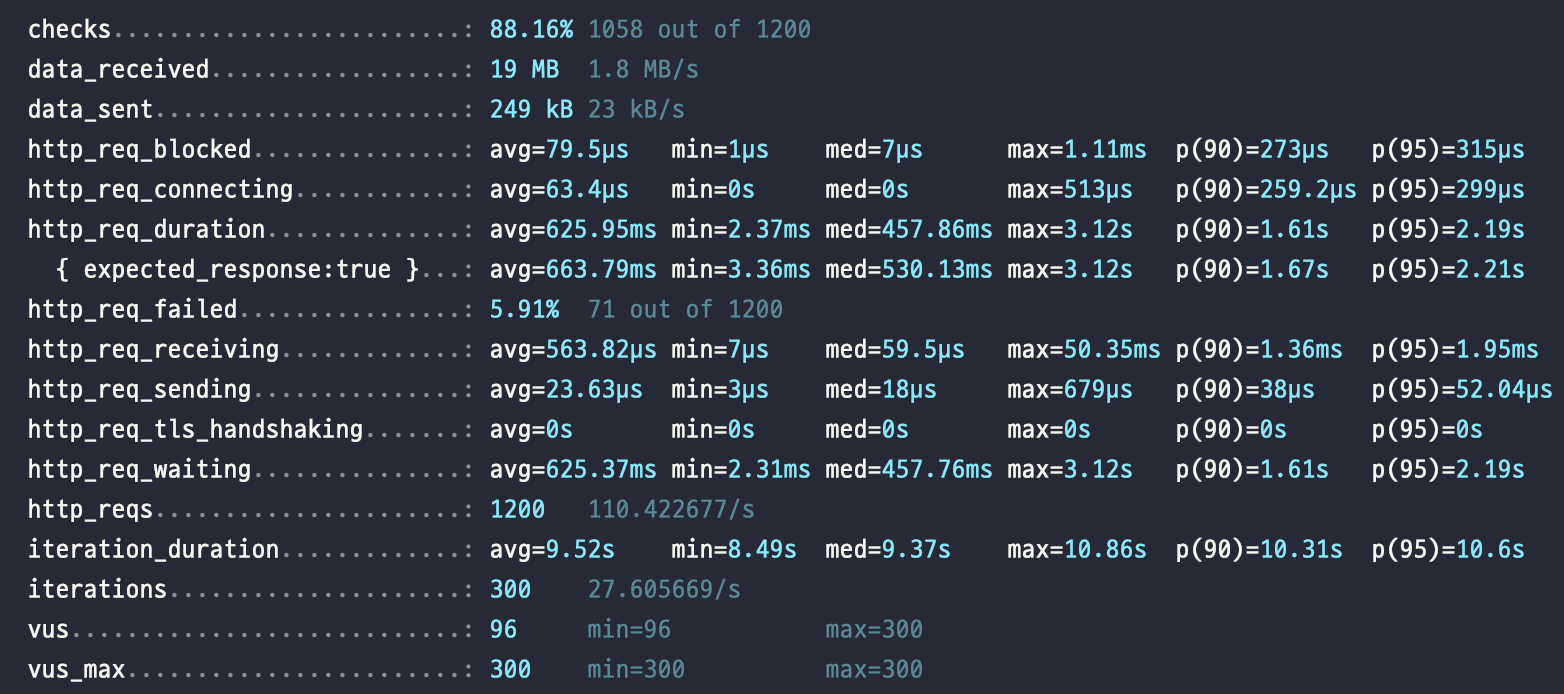 checks.........................: 88.16% 1058 out of 1200
data_received..................: 19 MB 1.8 MB/s
data_sent......................: 249 kB 23 kB/s
http_req_blocked...............: avg=79.5µs min=1µs med=7µs max=1.11ms p(90)=273µs p(95)=315µs
http_req_connecting............: avg=63.4µs min=0s med=0s max=513µs p(90)=259.2µs p(95)=299µs
http_req_duration..............: avg=625.95ms min=2.37ms med=457.86ms max=3.12s p(90)=1.61s p(95)=2.19s
{ expected_response:true }...: avg=663.79ms min=3.36ms med=530.13ms max=3.12s p(90)=1.67s p(95)=2.21s
http_req_failed................: 5.91% 71 out of 1200
http_req_receiving.............: avg=563.82µs min=7µs med=59.5µs max=50.35ms p(90)=1.36ms p(95)=1.95ms
http_req_sending...............: avg=23.63µs min=3µs med=18µs max=679µs p(90)=38µs p(95)=52.04µs
http_req_tls_handshaking.......: avg=0s min=0s med=0s max=0s p(90)=0s p(95)=0s
http_req_waiting...............: avg=625.37ms min=2.31ms med=457.76ms max=3.12s p(90)=1.61s p(95)=2.19s
http_reqs......................: 1200 110.422677/s
iteration_duration.............: avg=9.52s min=8.49s med=9.37s max=10.86s p(90)=10.31s p(95)=10.6s
iterations.....................: 300 27.605669/s
vus............................: 96 min=96 max=300
vus_max........................: 300 min=300 max=300